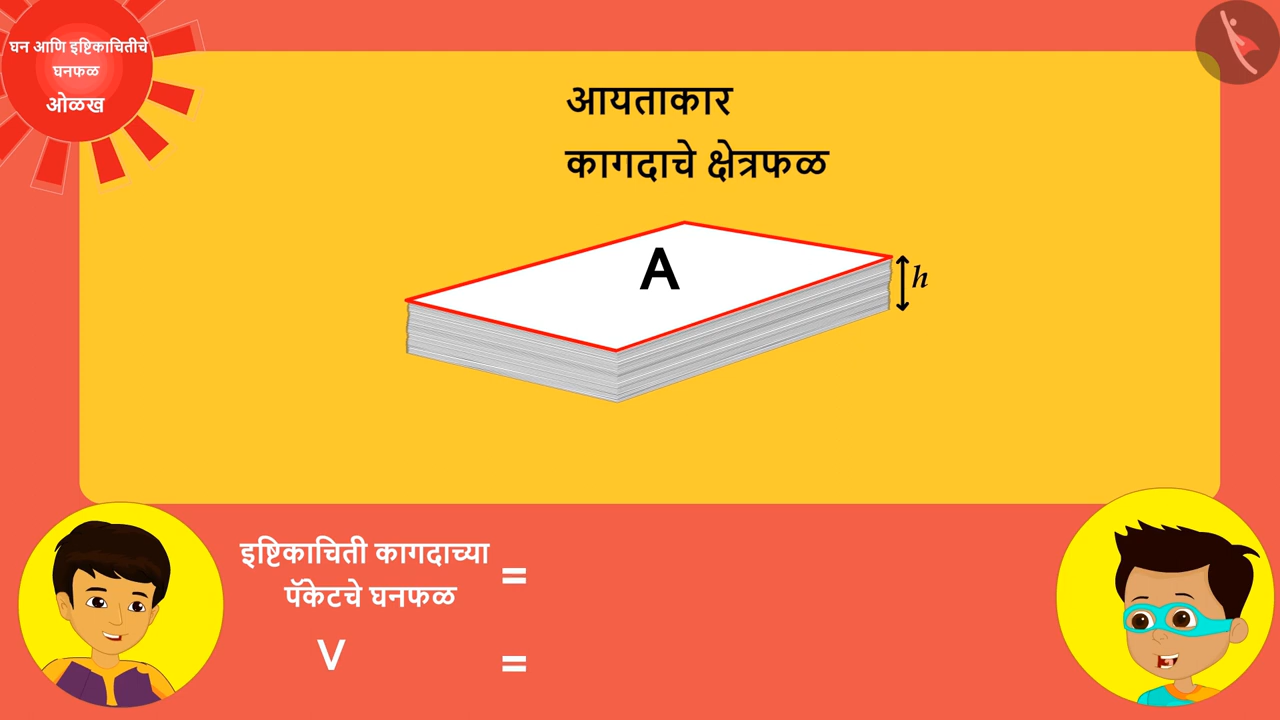 घन आणि इष्टिकाचितीचे
घनफळ
ओळख
आयताकार
कागदाचे क्षेत्रफळ
A
h
इष्टिकाचिती कागदाच्या
पॅकेटचे घनफळ =
V =